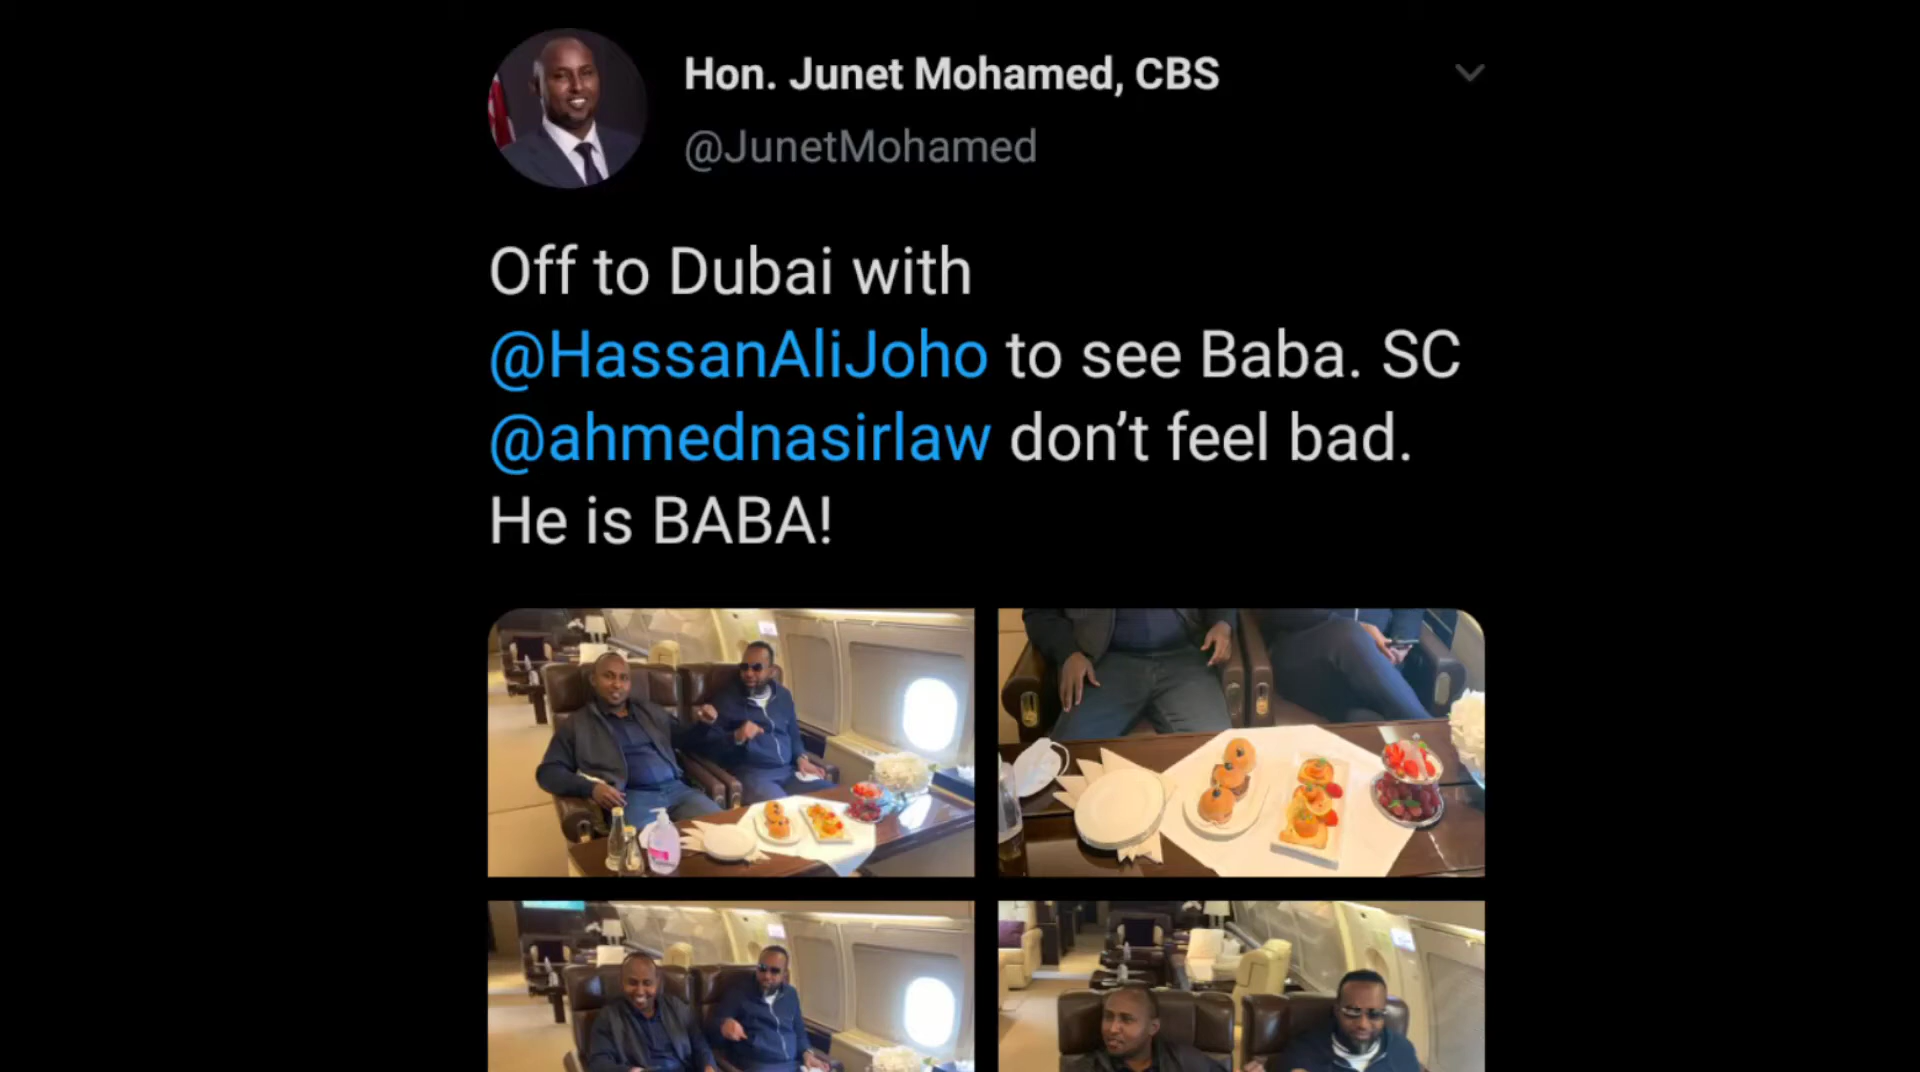 Hon. Junet Mohamed, CBS
@JunetMohamed
Off to Dubai with
@HassanAliJoho to see Baba. SC
@ahmednasirlaw don’t feel bad.
He is BABA!